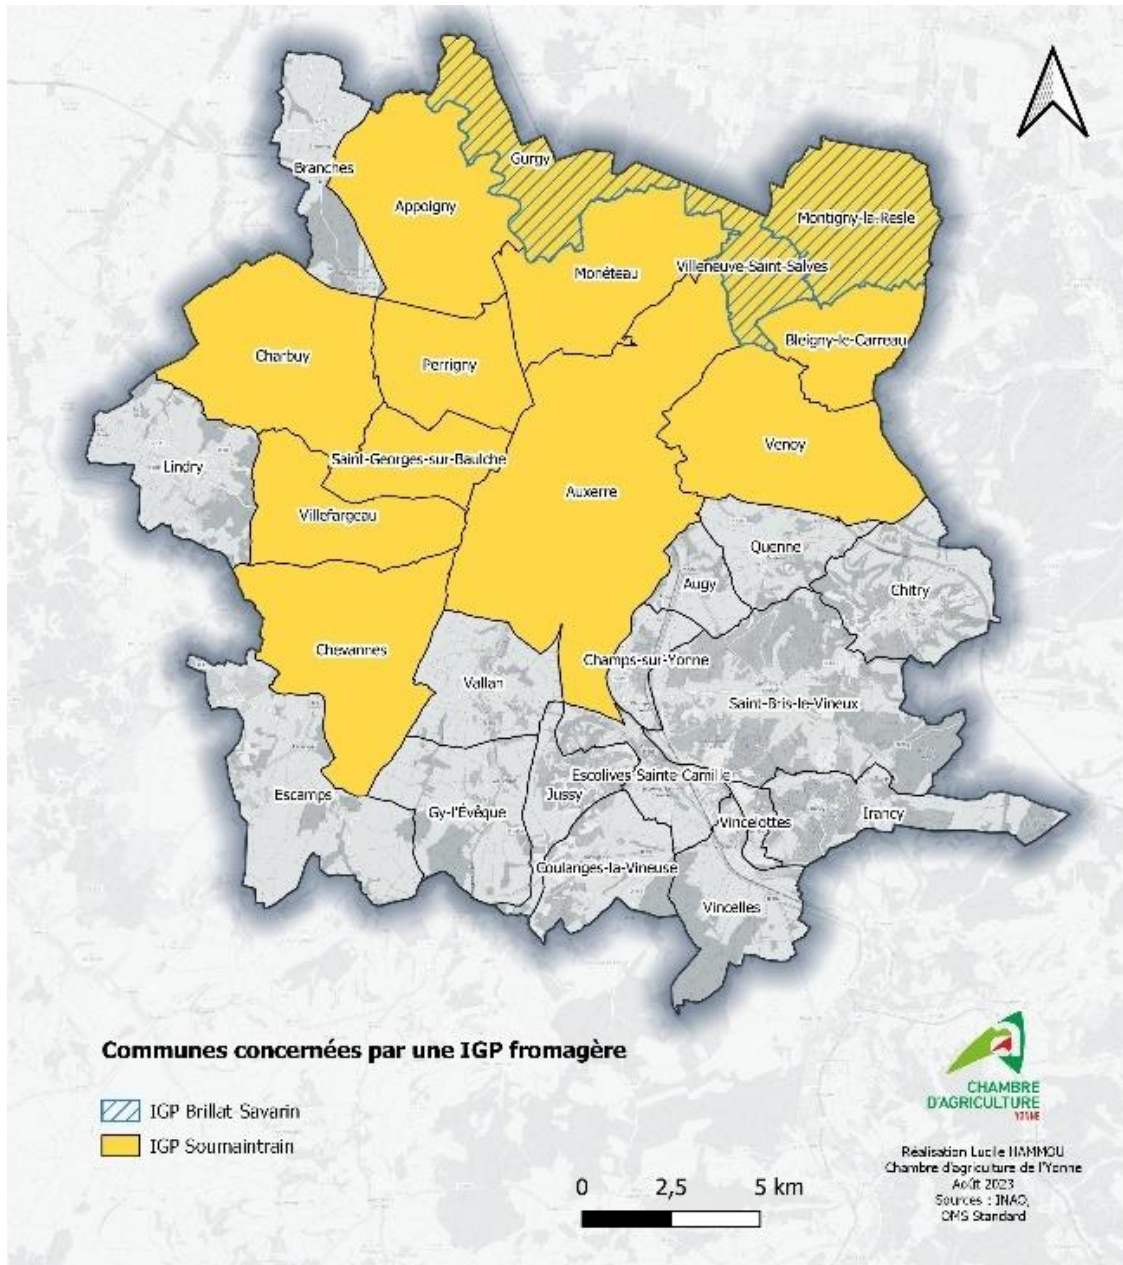 Branches
Gurgy
Appoigny
Montigny-la-Resle
Monéteau
Villeneuve-Saint-Salves
Bleigny-le-Carreau
Charbuy
Perrigny
Venoy
Lindry
Saint-Georges-sur-Baulche
Auxerre
Villefargeau
Quenne
Augy
Chitry
Chevannes
Champs-sur-Yonne
Vallan
Saint-Bris-le-Vineux
Escolives-Sainte-Camille
Escamps
Jussy
Gy-l'Évêque
Vincelottes
Irancy
Coulanges-la-Vineuse
Vincelles
Communes concernées par une IGP fromagère
IGP Brillat Savarin
IGP Soumaintrain
0 2,5 5 km
CHAMBRE
D'AGRICULTURE
YONNE
Réalisation Lucile HAMMOU
Chambre d'agriculture de l'Yonne
Août 2023
Sources : INAO,
OMS Standard